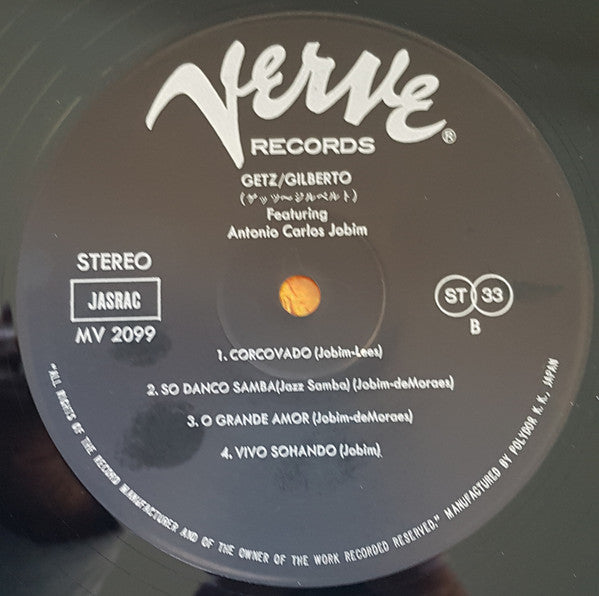 Verve®
RECORDS
GETZ/GILBERTO
(ゲッツ～ジルベルト)
Featuring
Antonio Carlos Jobim
STEREO
JASRAC
MV 2099
ST 33
B
1. CORCOVADO (Jobim-Lees)
2. SO DANCO SAMBA(Jazz Samba) (Jobim-deMoraes)
3. O GRANDE AMOR (Jobim-deMoraes)
4. VIVO SOHANDO (Jobim)
"ALL RIGHTS OF THE RECORD MANUFACTURER AND OF THE OWNER OF THE WORK RECORDED RESERVED." MANUFACTURED BY POLYDOR K. K., JAPAN